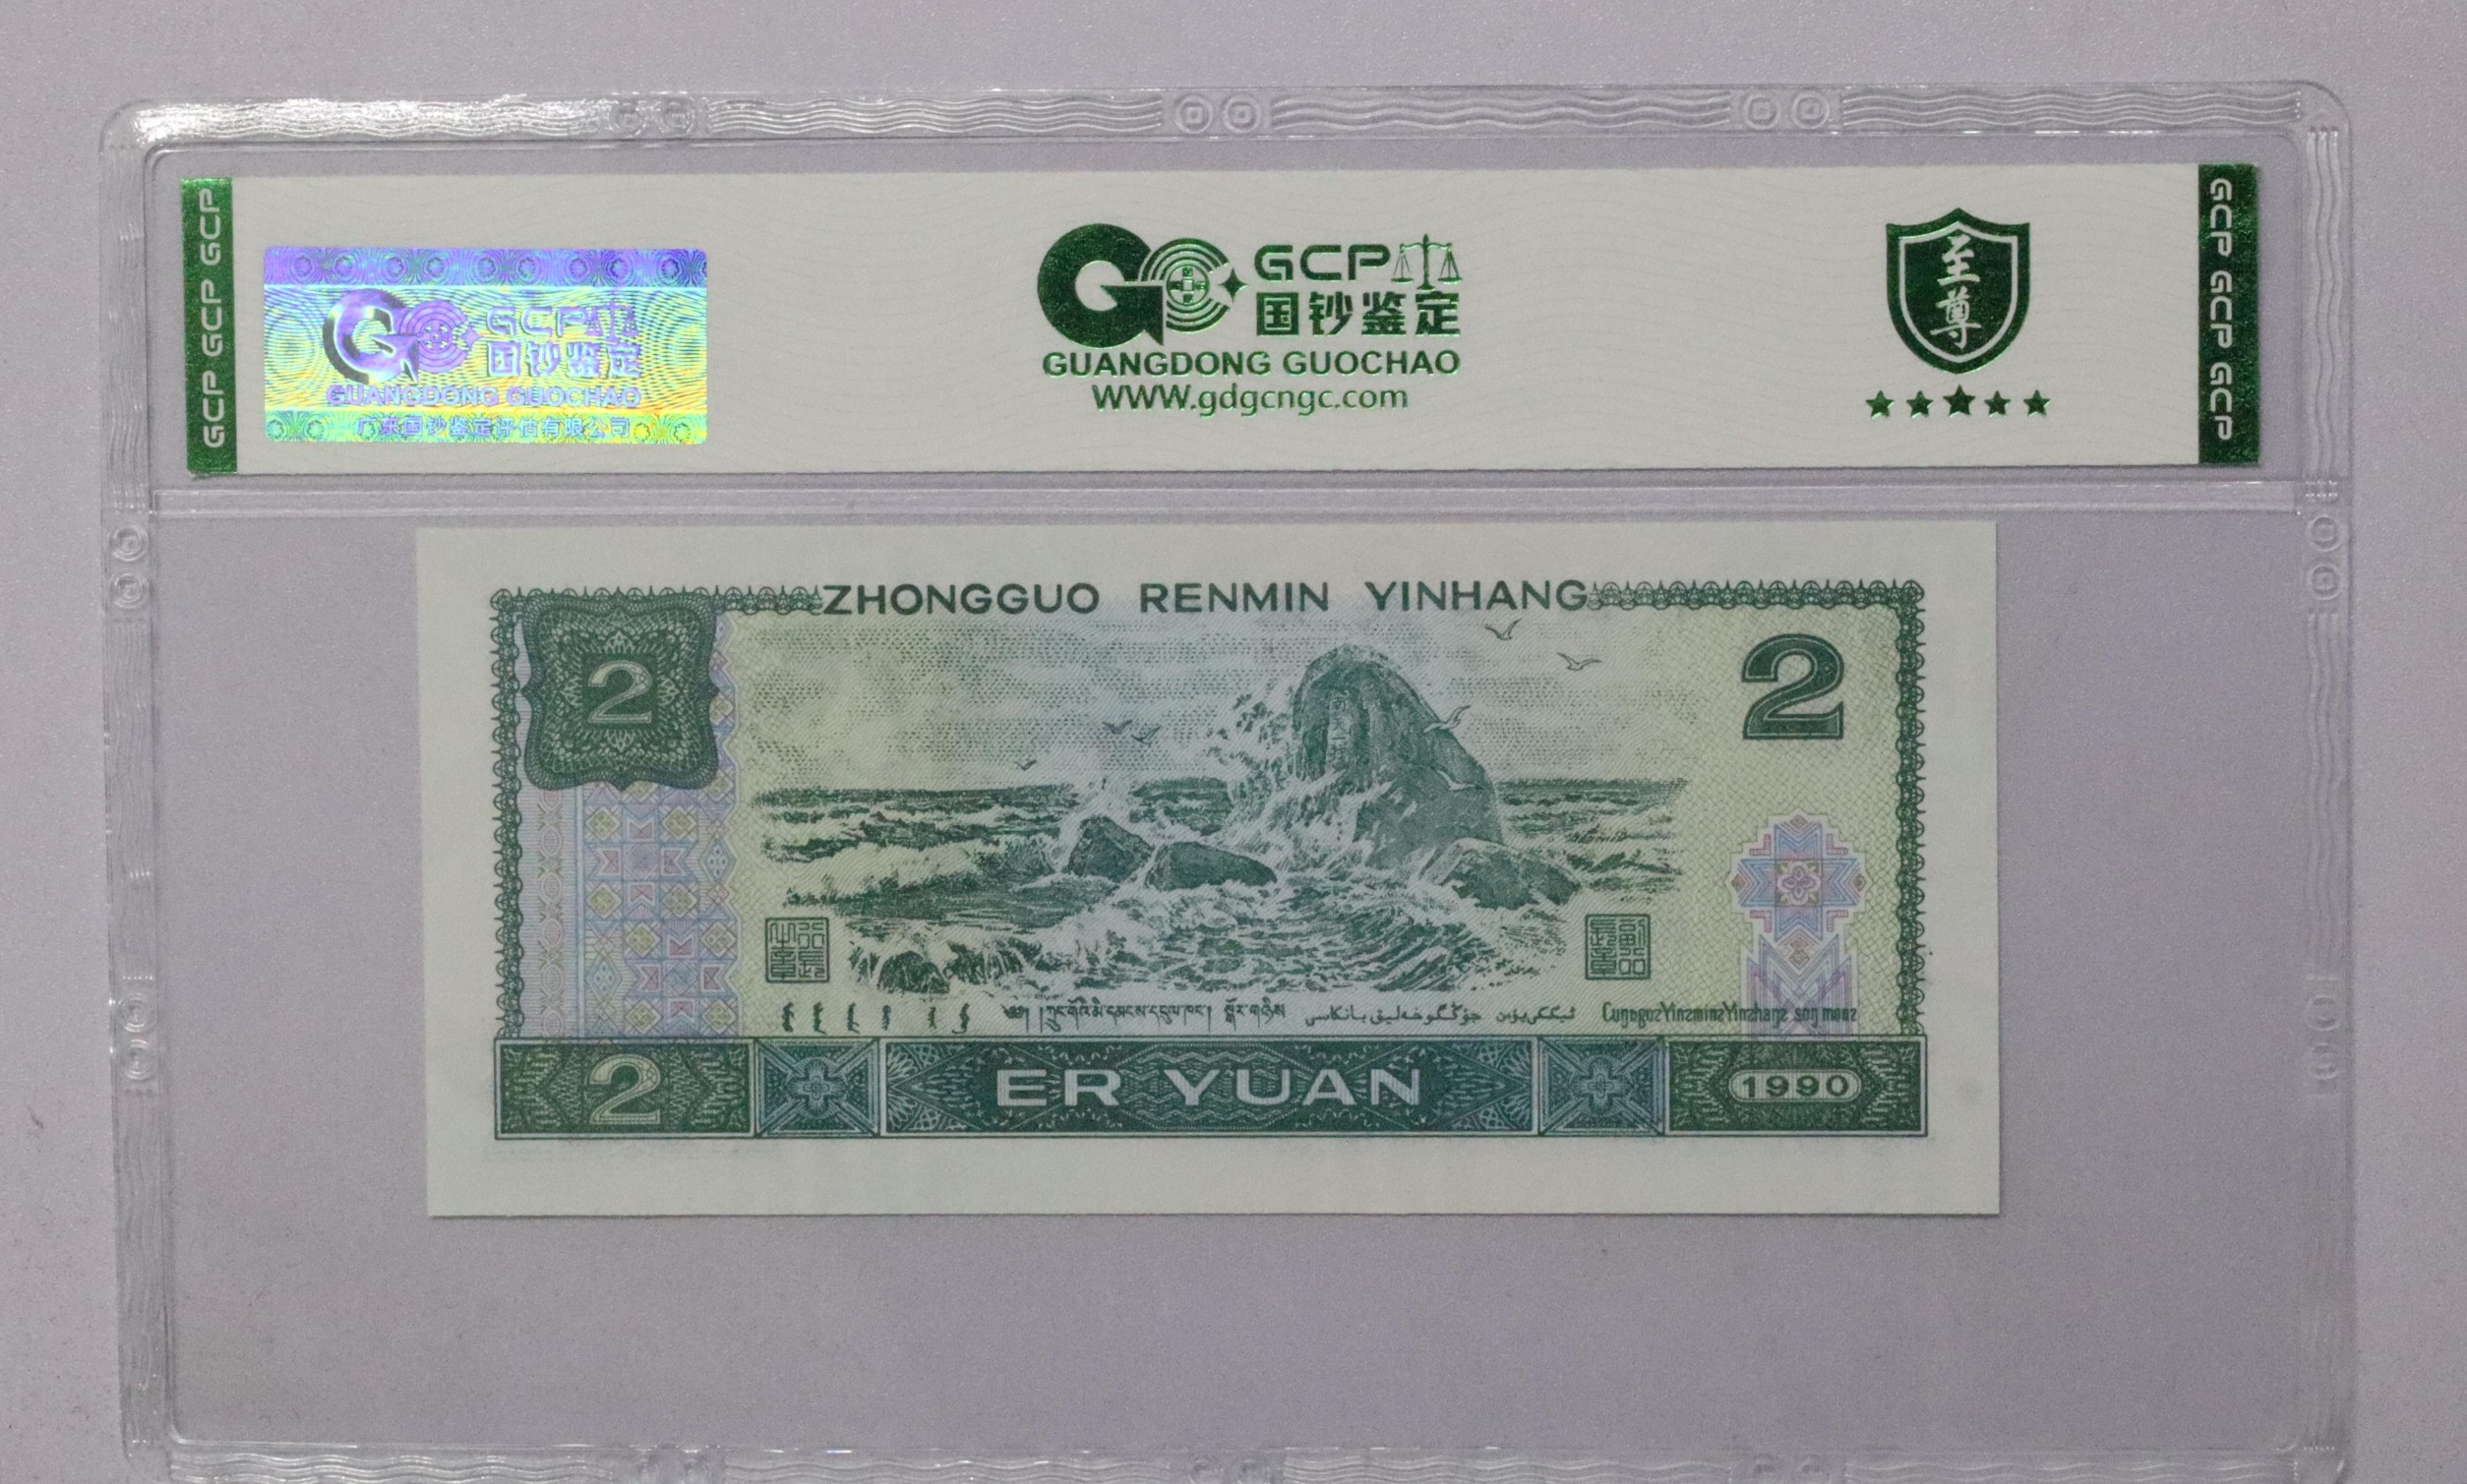 GCP GCP GCP
GCP
国钞鉴定
GUANGDONG GUOCHAO
广东国钞鉴定评估有限公司
GCP
国钞鉴定
GUANGDONG GUOCHAO
WWW.gdgcngc.com
至尊
GCP GCP GCP
ZHONGGUO RENMIN YINHANG
2
2
2
ER YUAN
1990